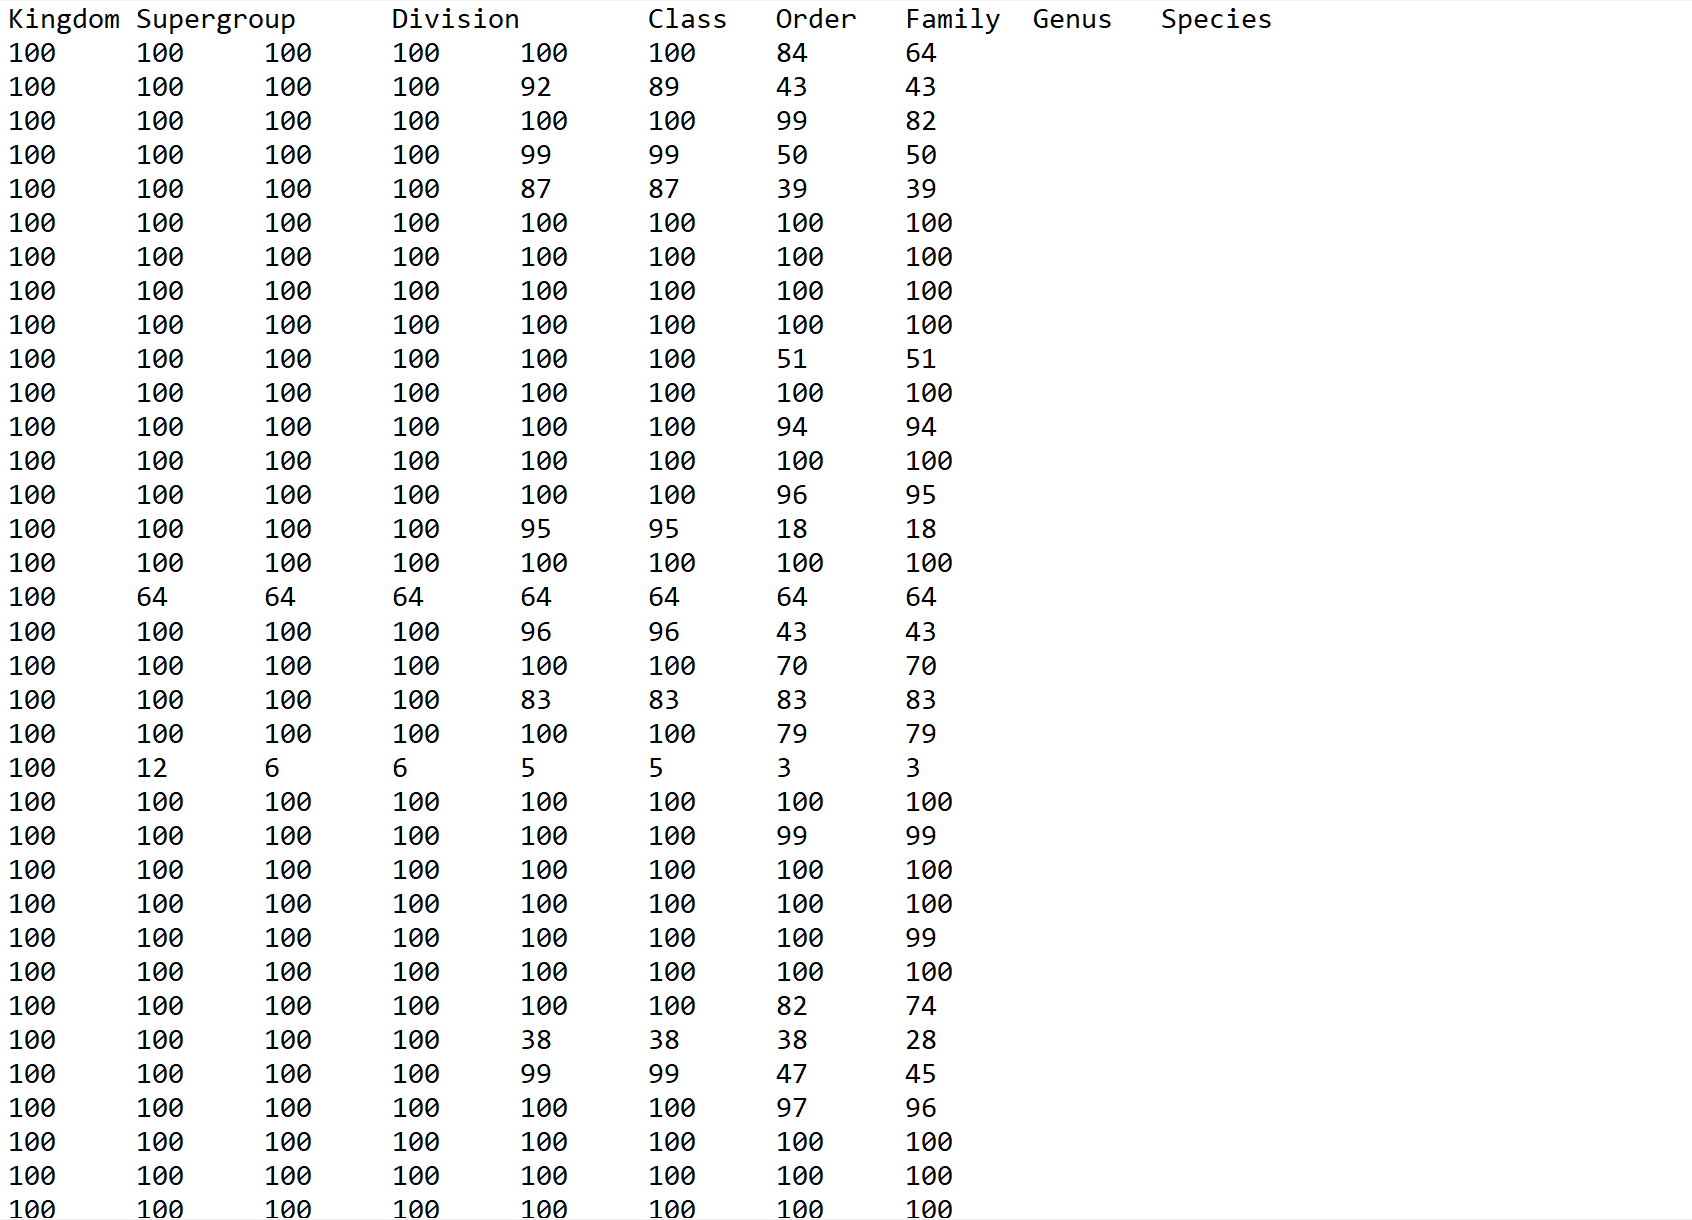 Kingdom Supergroup Division Class Order Family Genus Species
100 100 100 100 100 100 84 64
100 100 100 100 92 89 43 43
100 100 100 100 100 100 99 82
100 100 100 100 99 99 50 50
100 100 100 100 87 87 39 39
100 100 100 100 100 100 100 100
100 100 100 100 100 100 100 100
100 100 100 100 100 100 100 100
100 100 100 100 100 100 100 100
100 100 100 100 100 100 51 51
100 100 100 100 100 100 100 100
100 100 100 100 100 100 94 94
100 100 100 100 100 100 100 100
100 100 100 100 100 100 96 95
100 100 100 100 95 95 18 18
100 100 100 100 100 100 100 100
100 64 64 64 64 64 64 64
100 100 100 100 96 96 43 43
100 100 100 100 100 100 70 70
100 100 100 100 83 83 83 83
100 100 100 100 100 100 79 79
100 12 6 6 5 5 3 3
100 100 100 100 100 100 100 100
100 100 100 100 100 100 99 99
100 100 100 100 100 100 100 100
100 100 100 100 100 100 100 100
100 100 100 100 100 100 100 99
100 100 100 100 100 100 100 100
100 100 100 100 100 100 82 74
100 100 100 100 38 38 38 28
100 100 100 100 99 99 47 45
100 100 100 100 100 100 97 96
100 100 100 100 100 100 100 100
100 100 100 100 100 100 100 100
100 100 100 100 100 100 100 100